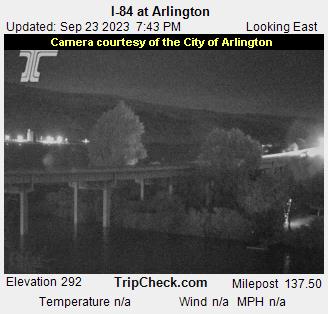 I-84 at Arlington
Updated: Sep 23 2023 7:43 PM Looking East
Camera courtesy of the City of Arlington
Elevation 292 TripCheck.com Milepost 137.50
Temperature n/a Wind n/a MPH n/a